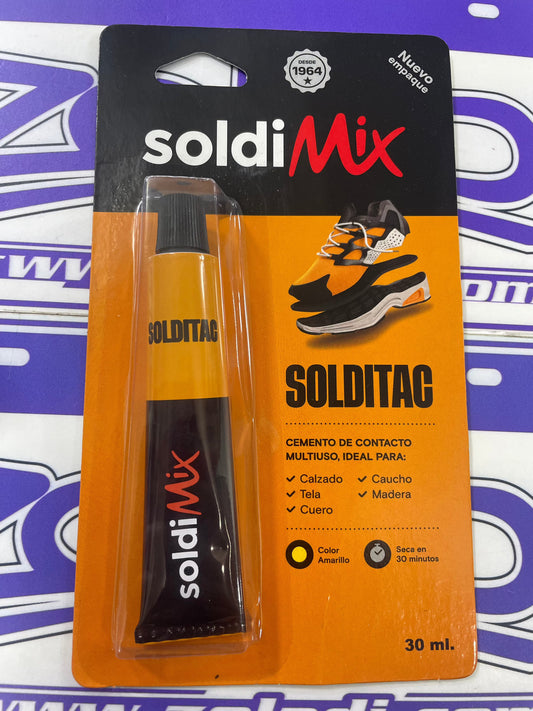 DESDE
1964
Nuevo
empaque
soldiMix
SOLDITAC
soldiMix
SOLDITAC
CEMENTO DE CONTACTO
MULTIUSO, IDEAL PARA:
Calzado
Caucho
Tela
Madera
Cuero
Color
Amarillo
Seca en
30 minutos
30 ml.